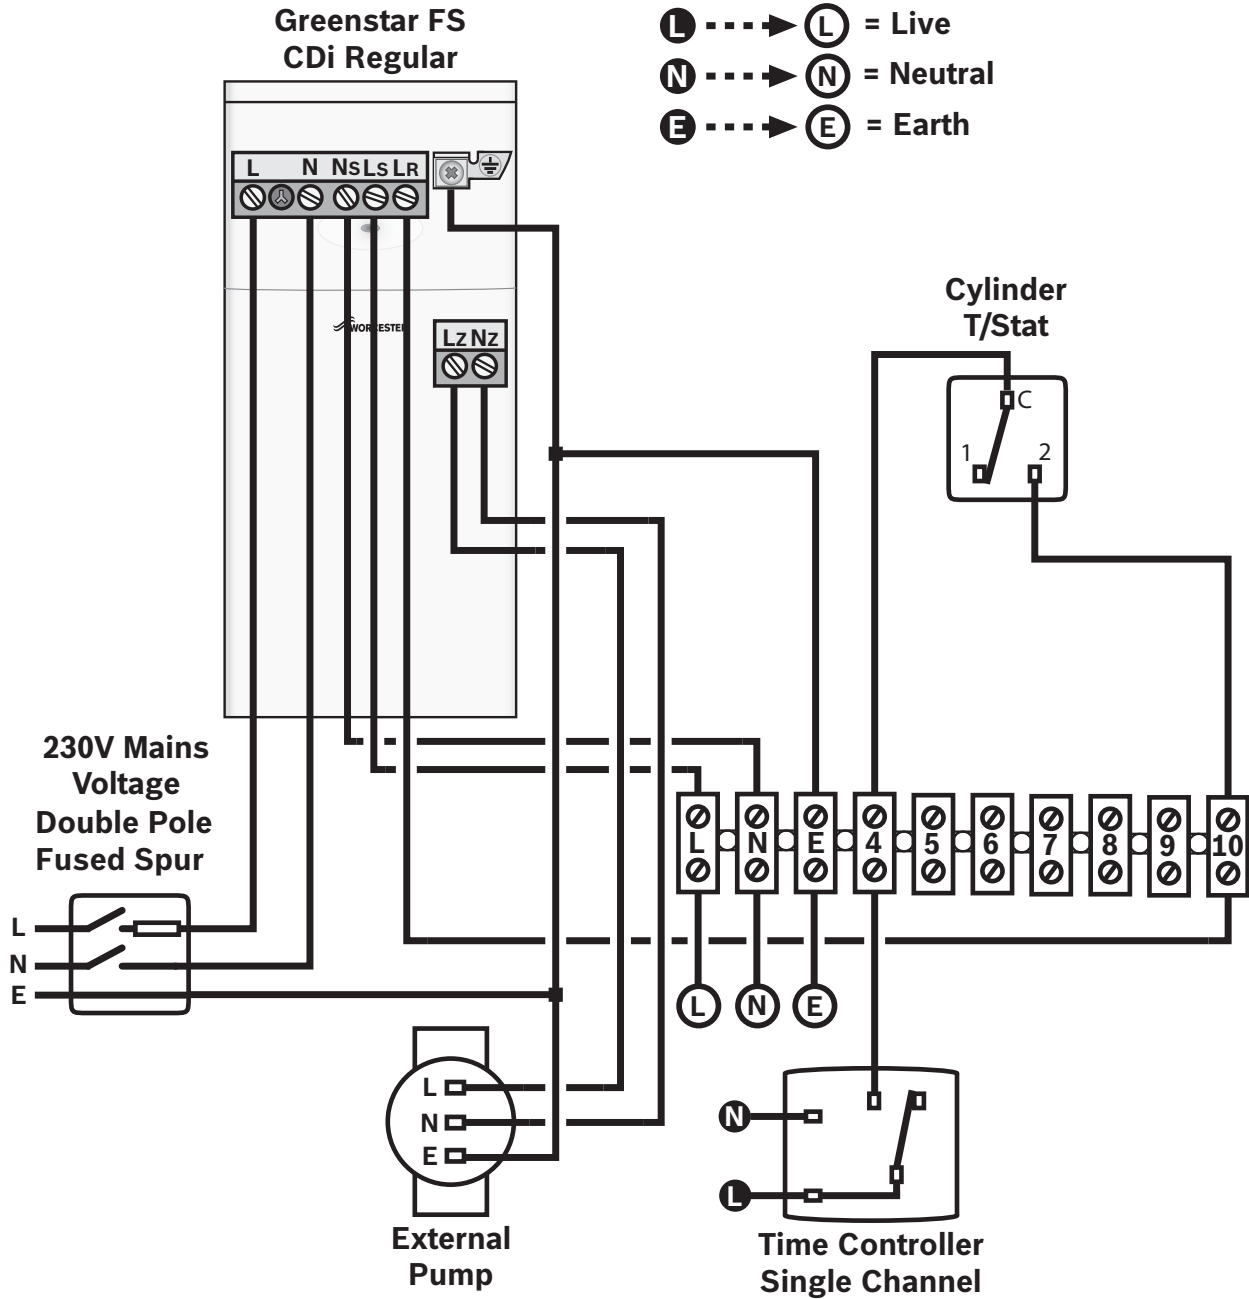 Greenstar FS
CDi Regular
L = Live
L
N = Neutral
N
E = Earth
E
L N NS LS LR
WORCESTER
LZ NZ
Cylinder
T/Stat
C
1 2
230V Mains
Voltage
Double Pole
Fused Spur
L
N
E
L N E 4 5 6 7 8 9 10
L N E
L
N
E
External
Pump
N
L
Time Controller
Single Channel